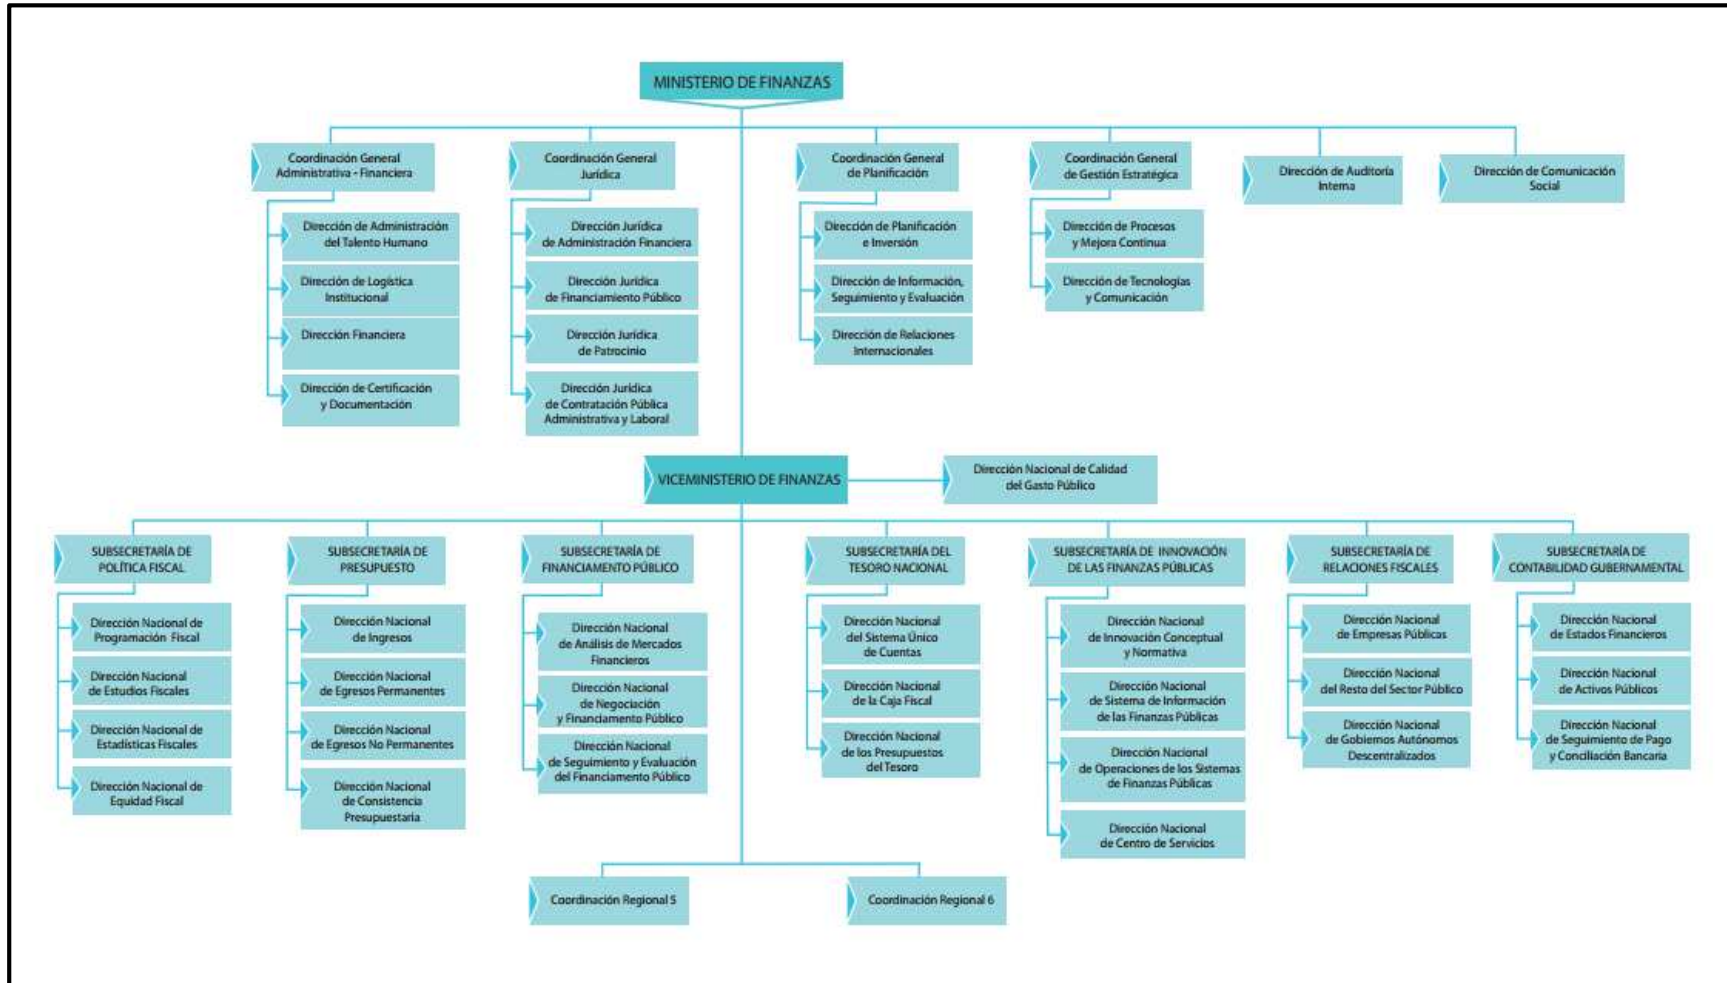 MINISTERIO DE FINANZAS
Coordinación General
Administrativa - Financiera
Dirección de Administración
del Talento Humano
Dirección de Logística
Institucional
Dirección Financiera
Dirección de Certificación
y Documentación
Coordinación General
Jurídica
Dirección Jurídica
de Administración Financiera
Dirección Jurídica
de Financiamiento Público
Dirección Jurídica
de Patrocinio
Dirección Jurídica
de Contratación Pública
Administrativa y Laboral
Coordinación General
de Planificación
Dirección de Planificación
e Inversión
Dirección de Información,
Seguimiento y Evaluación
Dirección de Relaciones
Internacionales
Coordinación General
de Gestión Estratégica
Dirección de Procesos
y Mejora Continua
Dirección de Tecnologías
y Comunicación
Dirección de Auditoría
Interna
Dirección de Comunicación
Social
VICEMINISTERIO DE FINANZAS
Dirección Nacional de Calidad
del Gasto Público
SUBSECRETARÍA DE
POLÍTICA FISCAL
Dirección Nacional de
Programación Fiscal
Dirección Nacional
de Estudios Fiscales
Dirección Nacional de
Estadísticas Fiscales
Dirección Nacional de
Equidad Fiscal
SUBSECRETARÍA DE
PRESUPUESTO
Dirección Nacional
de Ingresos
Dirección Nacional
de Egresos Permanentes
Dirección Nacional
de Egresos No Permanentes
Dirección Nacional
de Consistencia
Presupuestaria
SUBSECRETARÍA DE
FINANCIAMENTO PÚBLICO
Dirección Nacional
de Análisis de Mercados
Financieros
Dirección Nacional
de Negociación
y Financiamento Público
Dirección Nacional
de Seguimiento y Evaluación
del Financiamento Público
SUBSECRETARÍA DEL
TESORO NACIONAL
Dirección Nacional
del Sistema Único
de Cuentas
Dirección Nacional
de la Caja Fiscal
Dirección Nacional
de los Presupuestos
del Tesoro
SUBSECRETARÍA DE INNOVACIÓN
DE LAS FINANZAS PÚBLICAS
Dirección Nacional
de Innovación Conceptual
y Normativa
Dirección Nacional
de Sistema de Información
de las Finanzas Públicas
Dirección Nacional
de Operaciones de los Sistemas
de Finanzas Públicas
Dirección Nacional
de Centro de Servicios
SUBSECRETARÍA DE
RELACIONES FISCALES
Dirección Nacional
de Empresas Públicas
Dirección Nacional
del Resto del Sector Público
Dirección Nacional
de Gobiernos Autónomos
Descentralizados
SUBSECRETARÍA DE
CONTABILIDAD GUBERNAMENTAL
Dirección Nacional
de Estados Financieros
Dirección Nacional
de Activos Públicos
Dirección Nacional
de Seguimiento de Pago
y Conciliación Bancaria
Coordinación Regional 5
Coordinación Regional 6